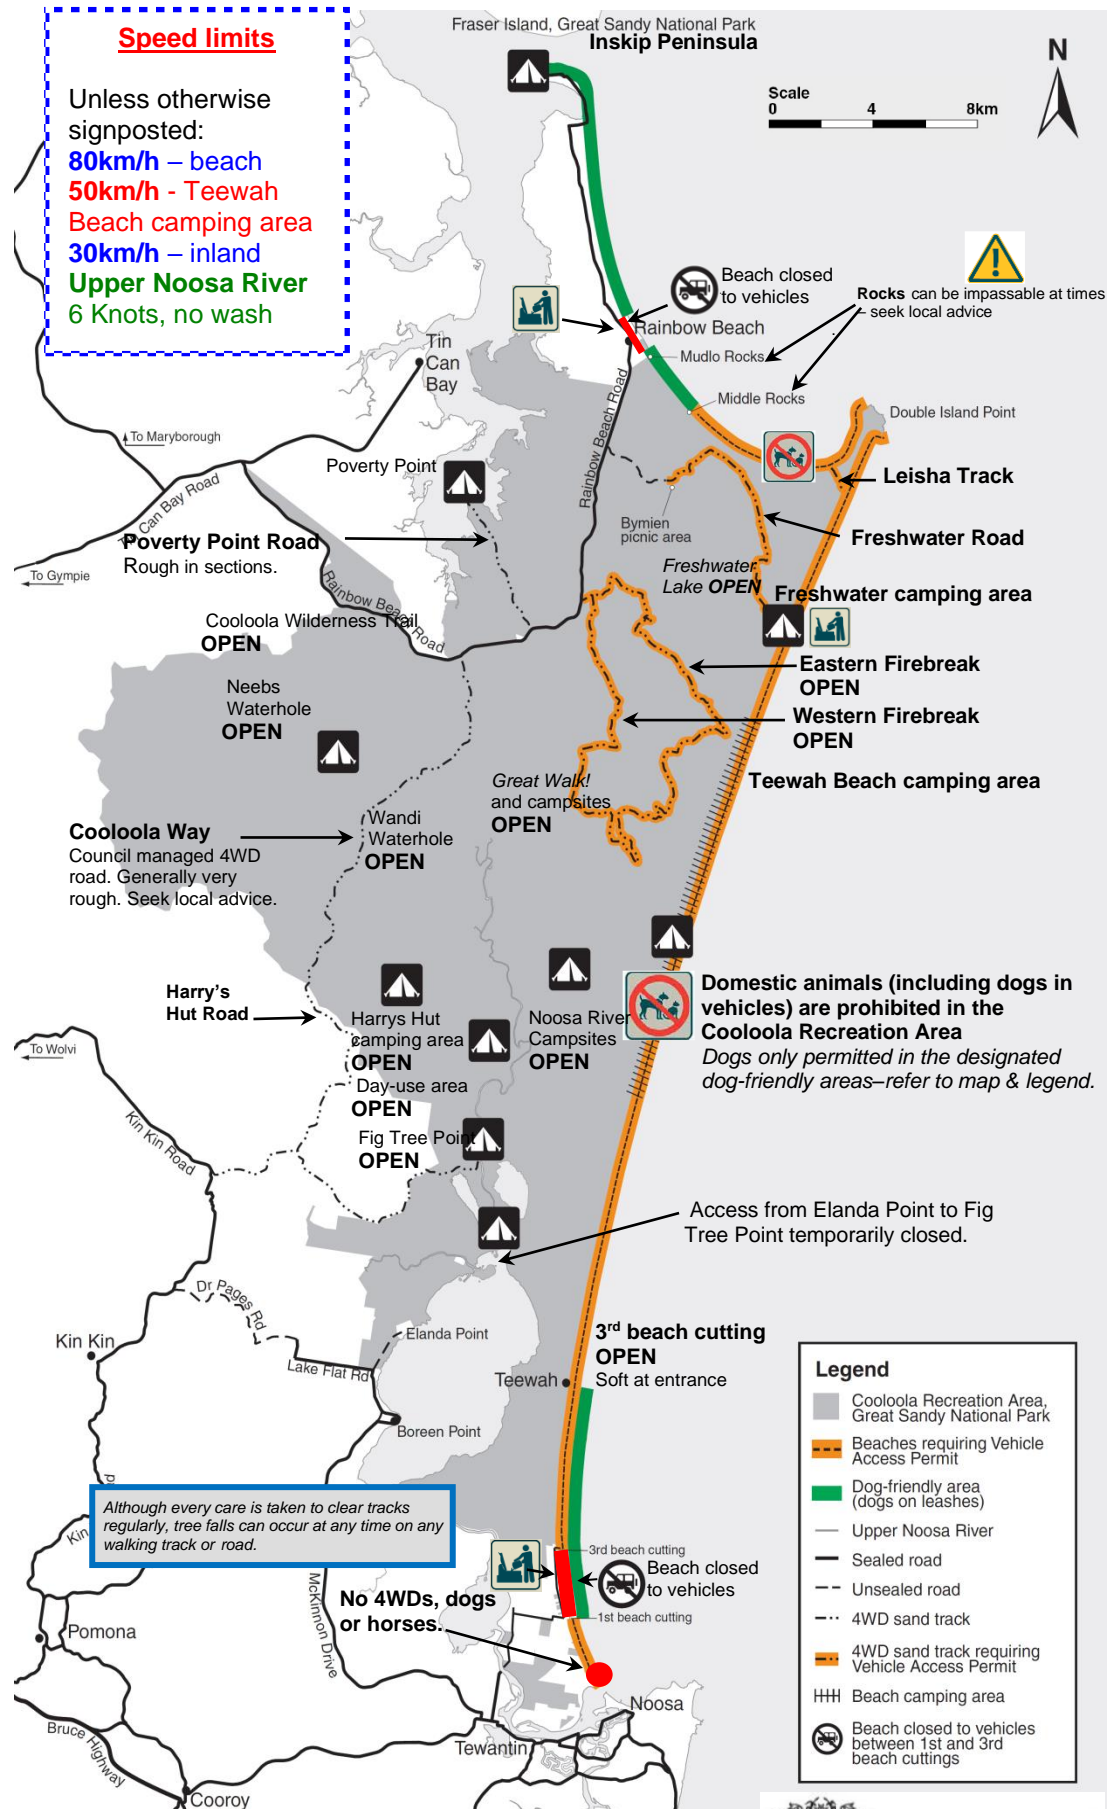 Speed limits
Unless otherwise
signposted:
80km/h – beach
50km/h - Teewah
Beach camping area
30km/h – inland
Upper Noosa River
6 Knots, no wash
Fraser Island, Great Sandy National Park
Inskip Peninsula
N
Scale
0 4 8km
Beach closed
to vehicles
Rocks can be impassable at times
– seek local advice
Rainbow Beach
Mudlo Rocks
Middle Rocks
Double Island Point
Tin
Can
Bay
To Maryborough
Rainbow Beach Road
Poverty Point
Leisha Track
Tin Can Bay Road
Bymien
picnic area
Poverty Point Road
Rough in sections.
Freshwater Road
To Gympie
Freshwater
Lake OPEN
Freshwater camping area
Rainbow Beach Road
Cooloola Wilderness Trail
OPEN
Eastern Firebreak
OPEN
Neebs
Waterhole
OPEN
Western Firebreak
OPEN
Great Walk!
and campsites
OPEN
Teewah Beach camping area
Cooloola Way
Council managed 4WD
road. Generally very
rough. Seek local advice.
Wandi
Waterhole
OPEN
Harry's
Hut Road
Harrys Hut
camping area
OPEN
Day-use area
OPEN
Noosa River
Campsites
OPEN
Domestic animals (including dogs in
vehicles) are prohibited in the
Cooloola Recreation Area
Dogs only permitted in the designated
dog-friendly areas–refer to map & legend.
To Wolvi
Kin Kin Road
Fig Tree Point
OPEN
Access from Elanda Point to Fig
Tree Point temporarily closed.
Dr Pages Rd
Kin Kin
Elanda Point
Lake Flat Rd
3rd beach cutting
OPEN
Soft at entrance
Teewah
Boreen Point
Although every care is taken to clear tracks
regularly, tree falls can occur at any time on any
walking track or road.
Kin
3rd beach cutting
Beach closed
to vehicles
1st beach cutting
No 4WDs, dogs
or horses.
McKinnon Drive
Pomona
Noosa
Tewantin
Bruce Highway
Cooroy
Legend
Cooloola Recreation Area,
Great Sandy National Park
Beaches requiring Vehicle
Access Permit
Dog-friendly area
(dogs on leashes)
Upper Noosa River
Sealed road
Unsealed road
4WD sand track
4WD sand track requiring
Vehicle Access Permit
Beach camping area
Beach closed to vehicles
between 1st and 3rd
beach cuttings